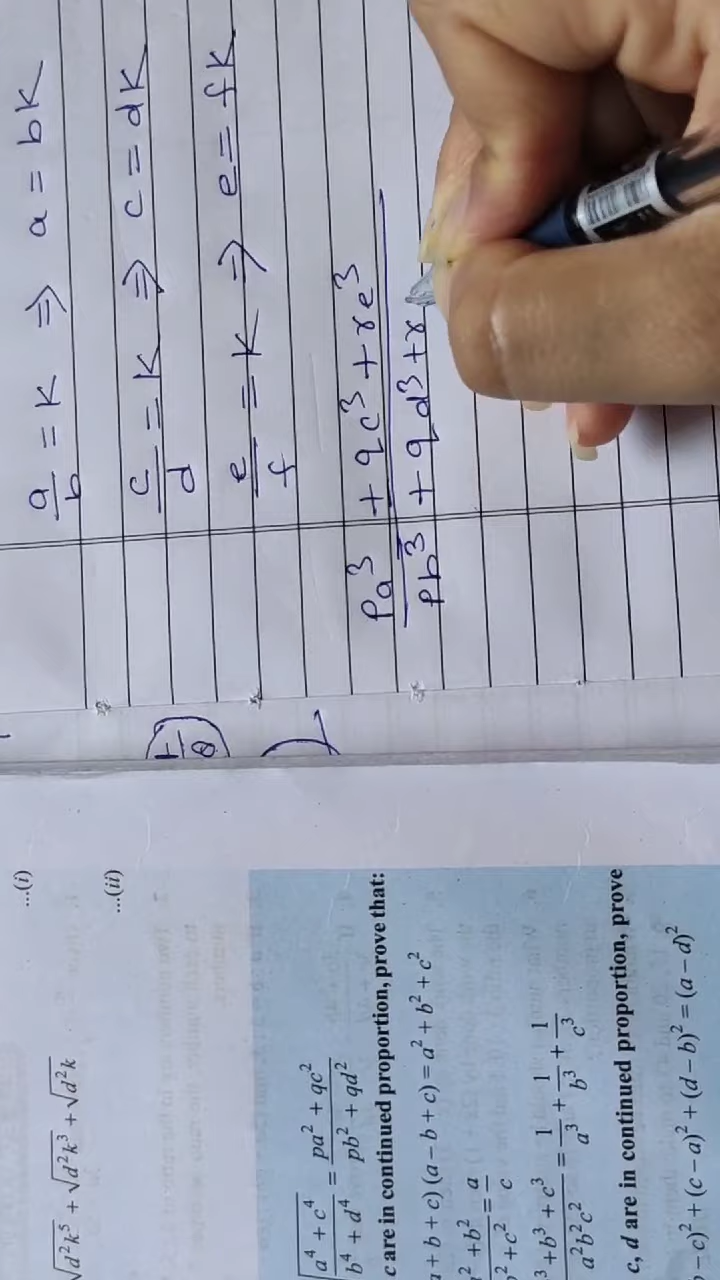 a/b = K ⇒ a = bK
c/d = K ⇒ c = dK
e/f = K ⇒ e = fK
Pa³ + qc³ + re³
Pb³ + qd³ + r
...(i)
√d²k⁵ + √d²k³ + √d²k
...(ii)
√a⁴ + c⁴ / b⁴ + d⁴ = pa² + qc² / pb² + qd²
c are in continued proportion, prove that:
+ b + c) (a − b + c) = a² + b² + c²
² + b² / ² + c² = a / c
³ + b³ + c³ / a²b²c² = 1/a³ + 1/b³ + 1/c³
c, d are in continued proportion, prove
− c)² + (c − a)² + (d − b)² = (a − d)²